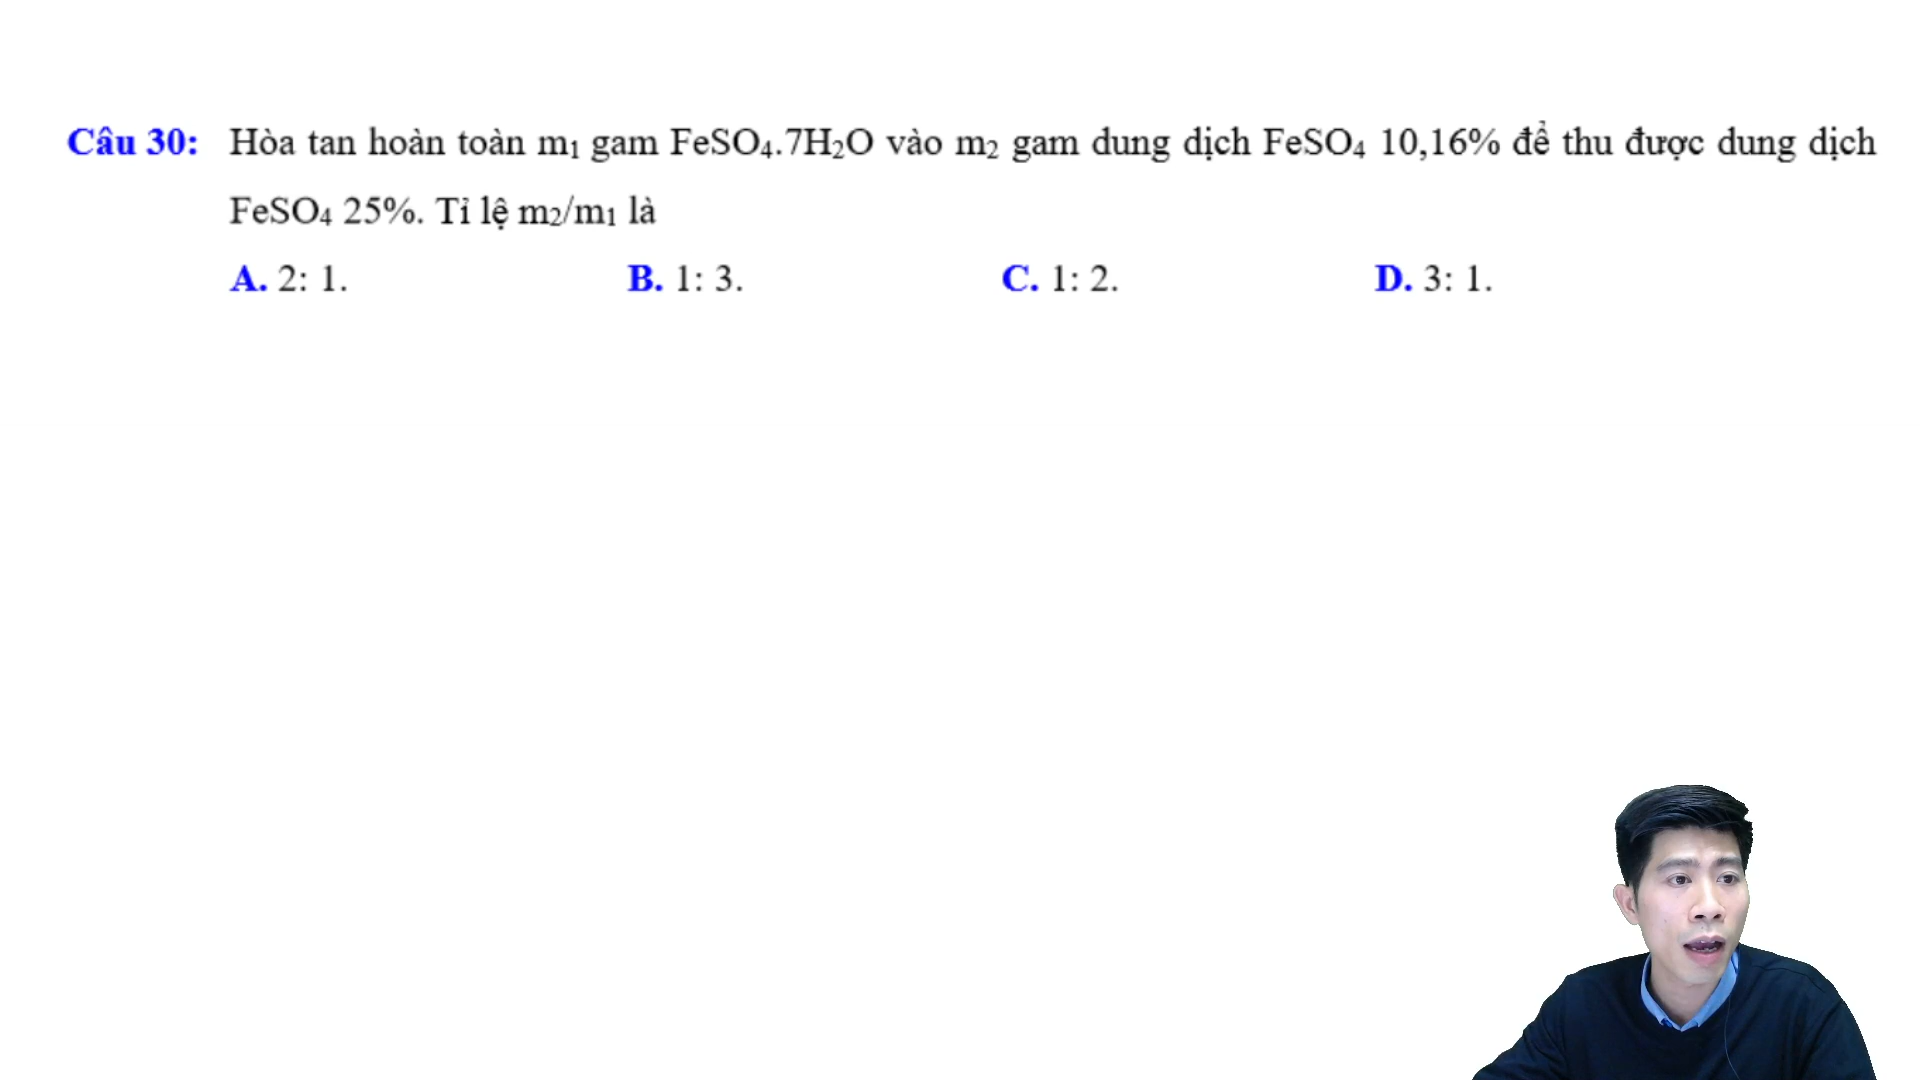 Câu 30: Hòa tan hoàn toàn m₁ gam FeSO₄.7H₂O vào m₂ gam dung dịch FeSO₄ 10,16% để thu được dung dịch
FeSO₄ 25%. Tỉ lệ m₂/m₁ là
A. 2: 1. B. 1: 3. C. 1: 2. D. 3: 1.